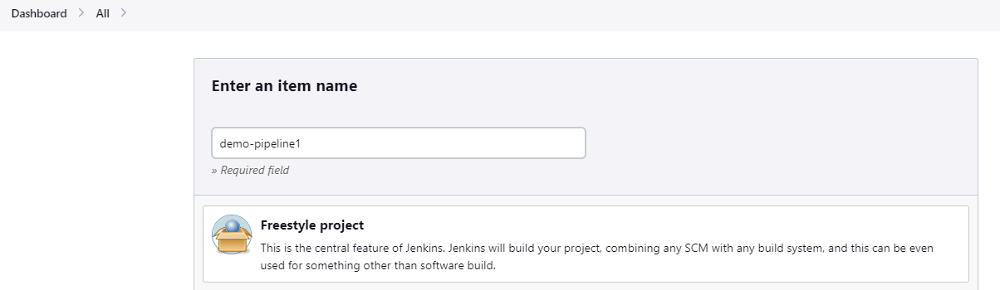 Dashboard > All >
Enter an item name
demo-pipeline1
» Required field
Freestyle project
This is the central feature of Jenkins. Jenkins will build your project, combining any SCM with any build system, and this can be even
used for something other than software build.